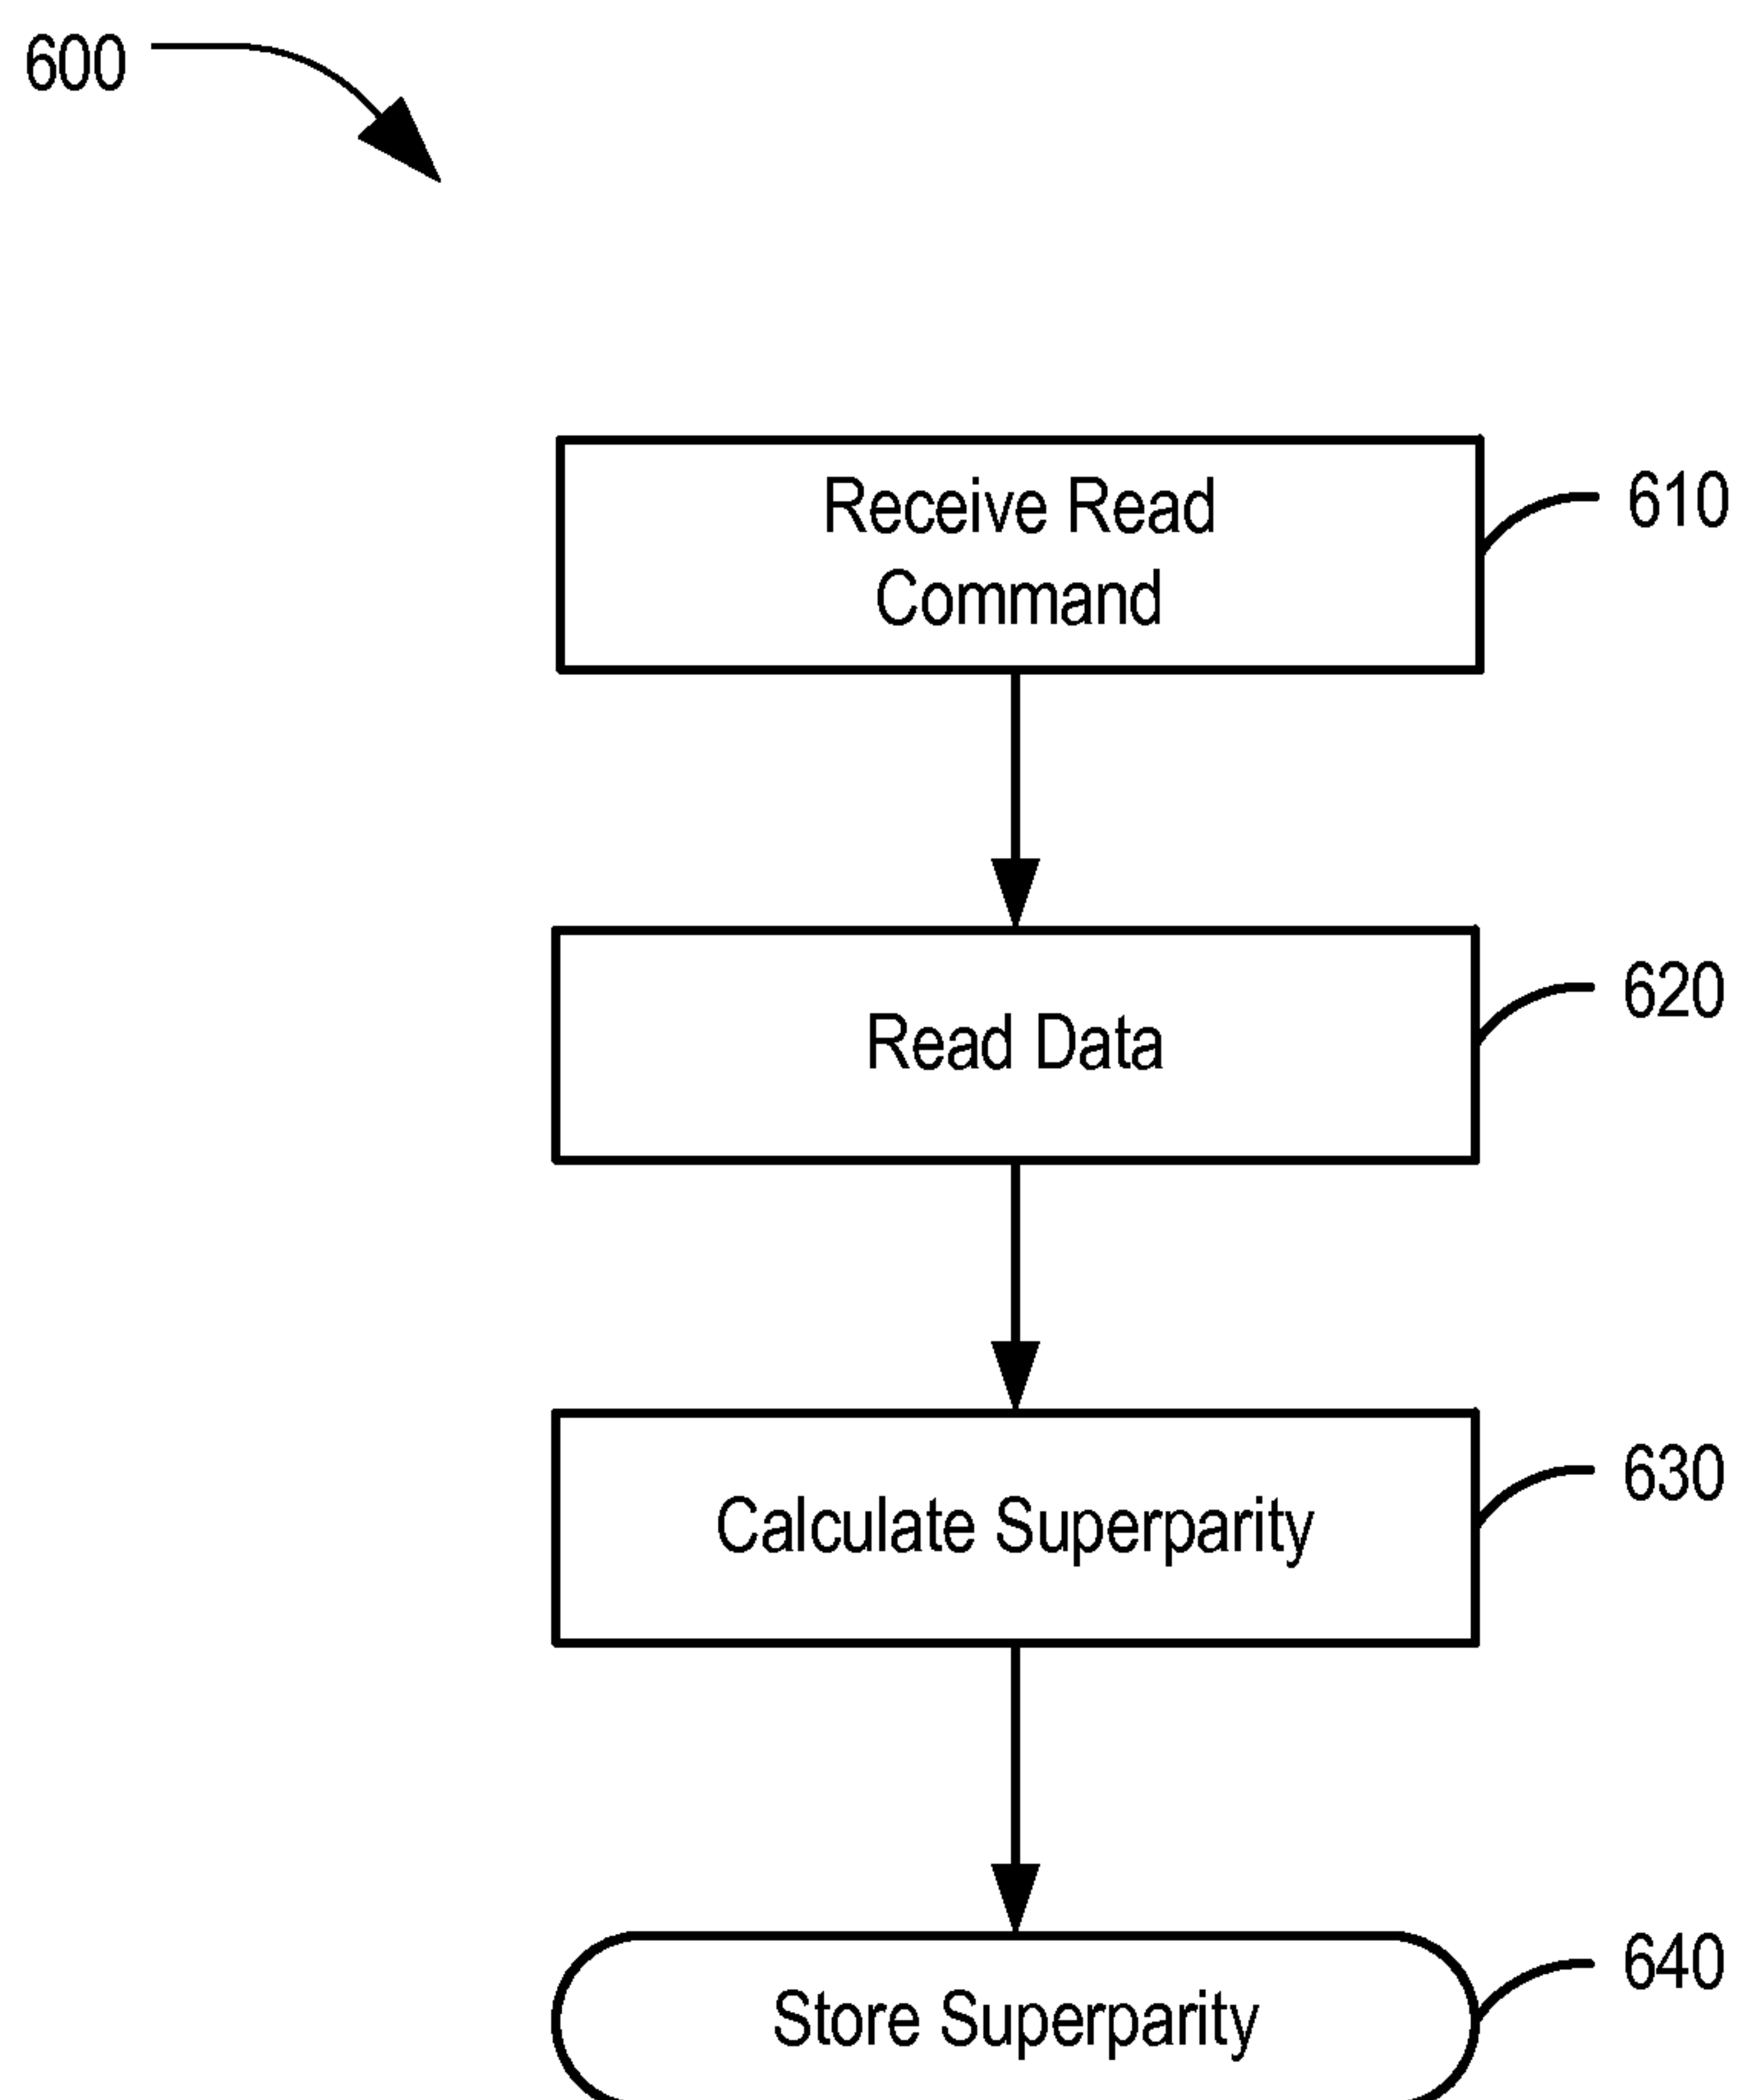 600
Receive Read
Command
610
Read Data
620
Calculate Superparity
630
Store Superparity
640